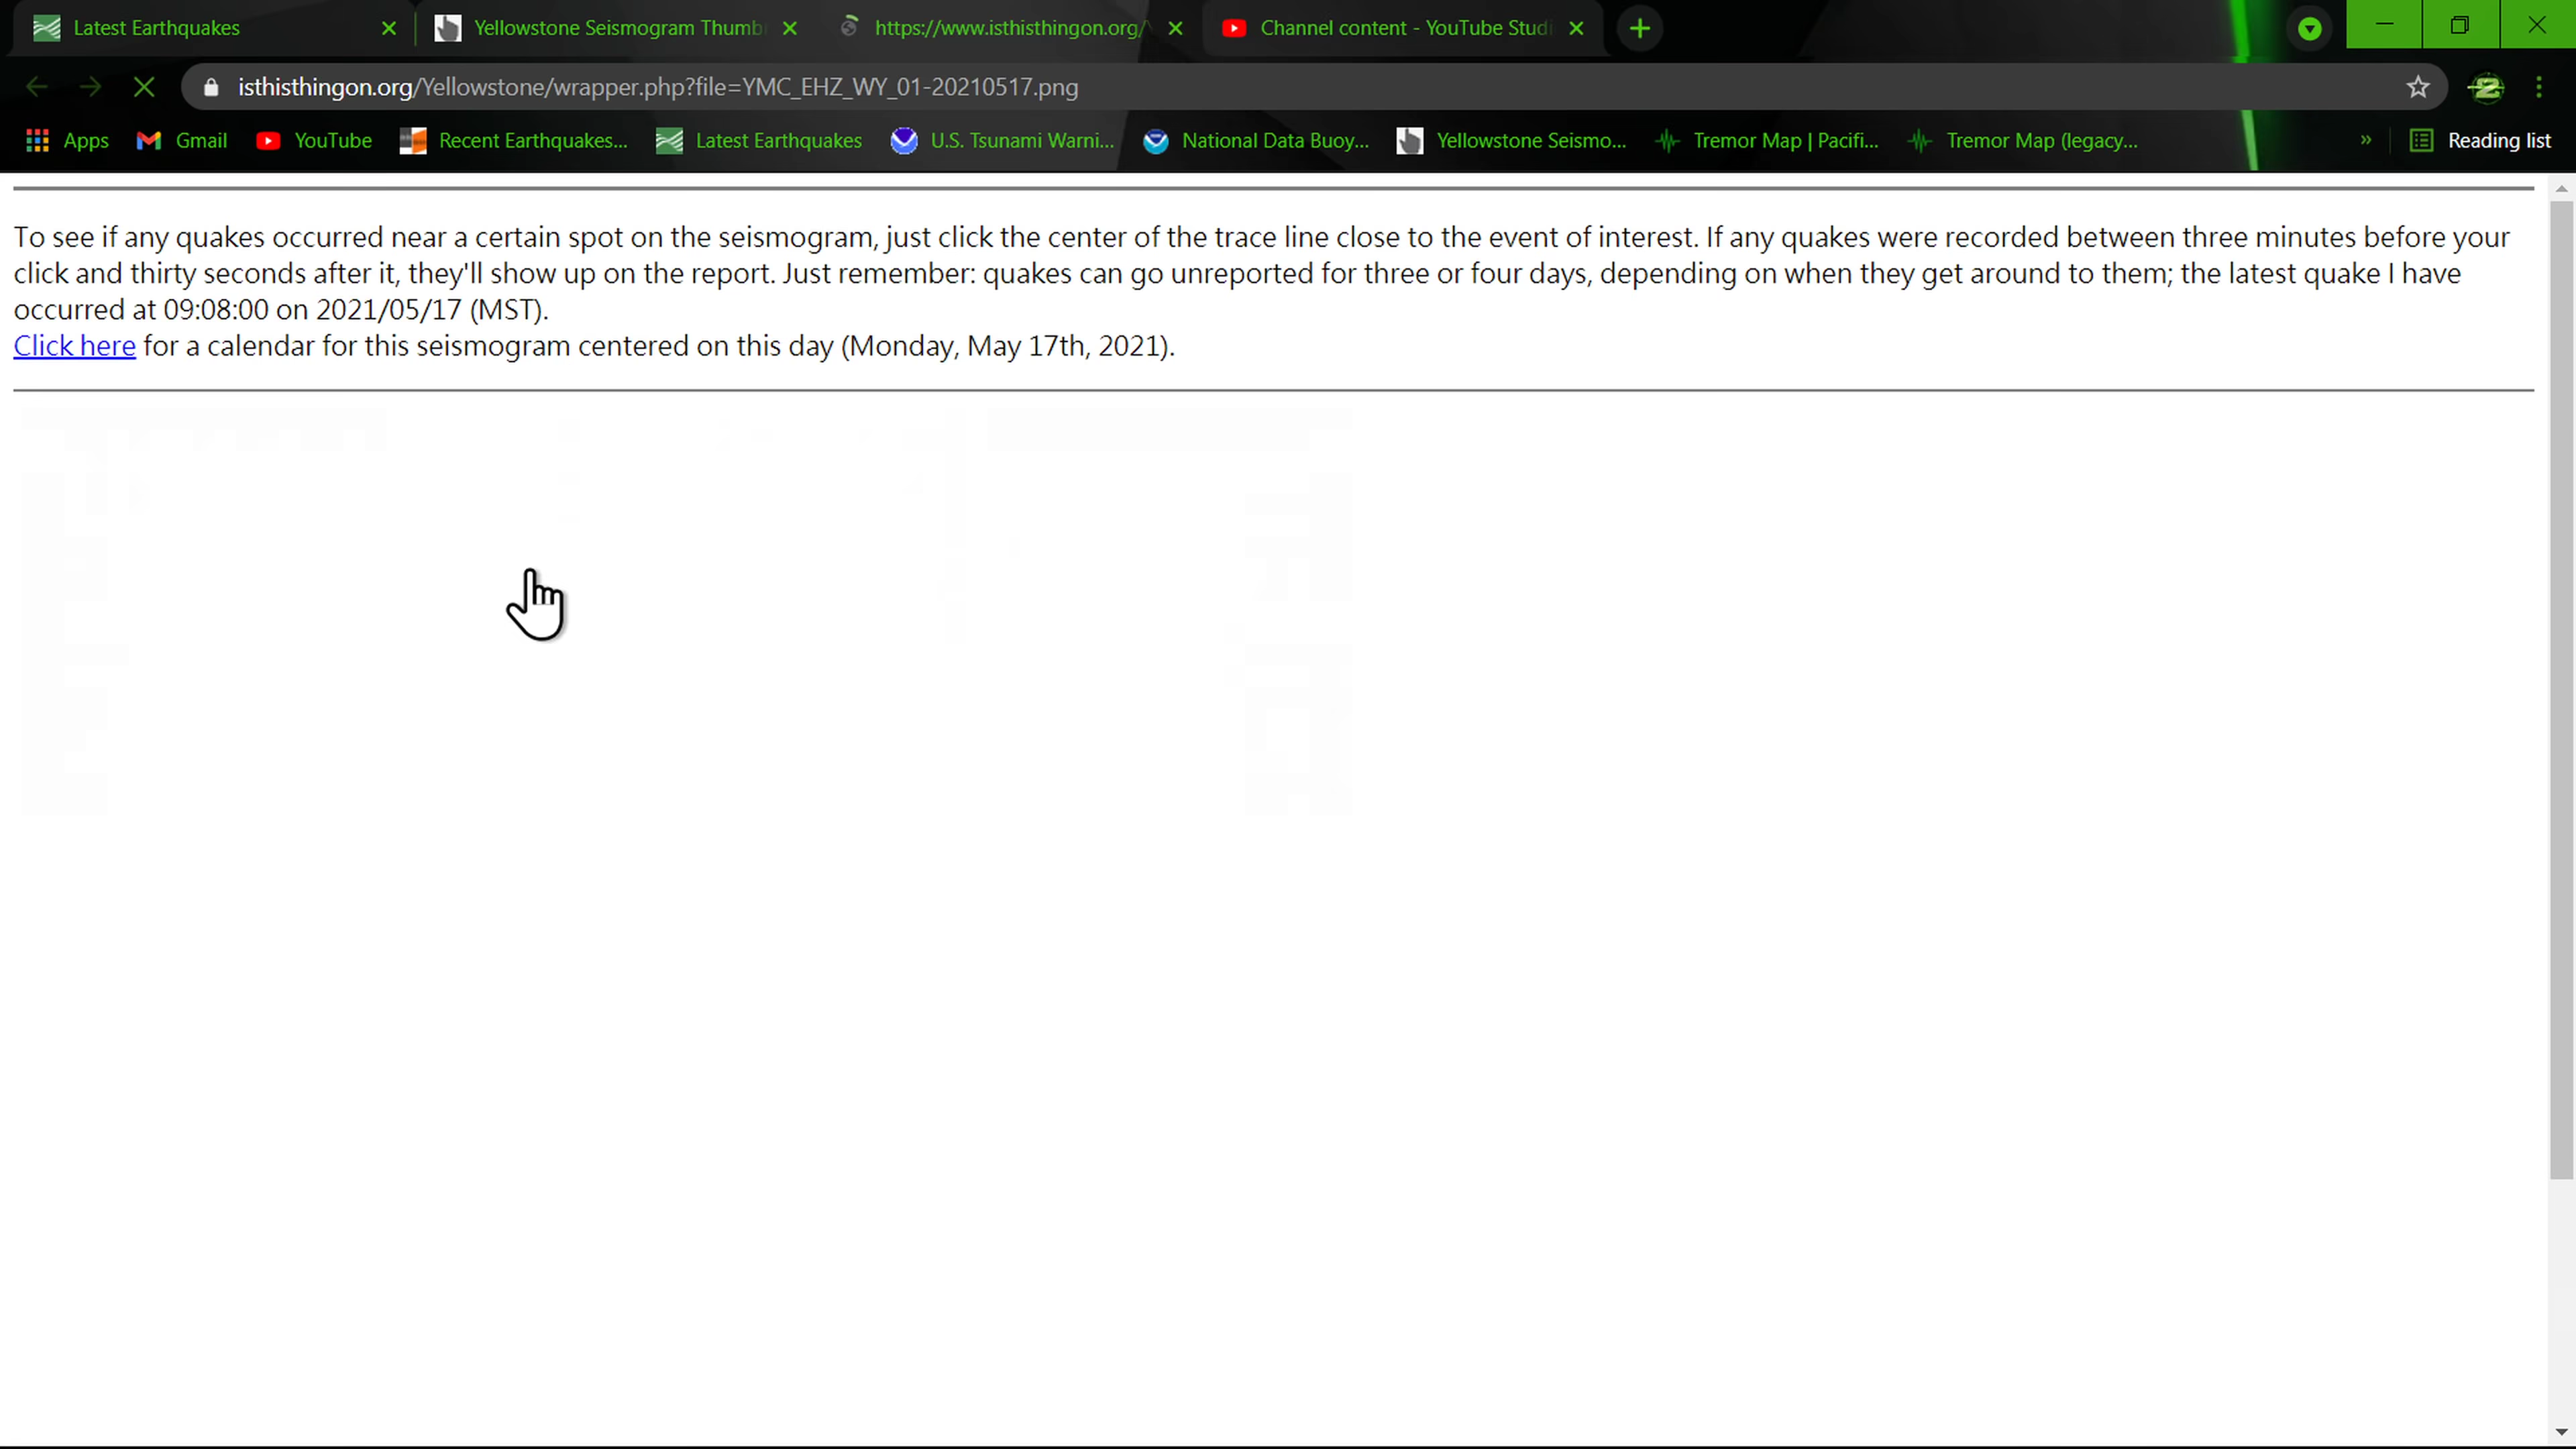 Latest Earthquakes
Yellowstone Seismogram Thumb
https://www.isthisthingon.org/
Channel content - YouTube Studi
isthisthingon.org/Yellowstone/wrapper.php?file=YMC_EHZ_WY_01-20210517.png
Apps
Gmail
YouTube
Recent Earthquakes...
Latest Earthquakes
U.S. Tsunami Warni...
National Data Buoy...
Yellowstone Seismo...
Tremor Map | Pacifi...
Tremor Map (legacy...
»
Reading list
To see if any quakes occurred near a certain spot on the seismogram, just click the center of the trace line close to the event of interest. If any quakes were recorded between three minutes before your
click and thirty seconds after it, they'll show up on the report. Just remember: quakes can go unreported for three or four days, depending on when they get around to them; the latest quake I have
occurred at 09:08:00 on 2021/05/17 (MST).
Click here for a calendar for this seismogram centered on this day (Monday, May 17th, 2021).